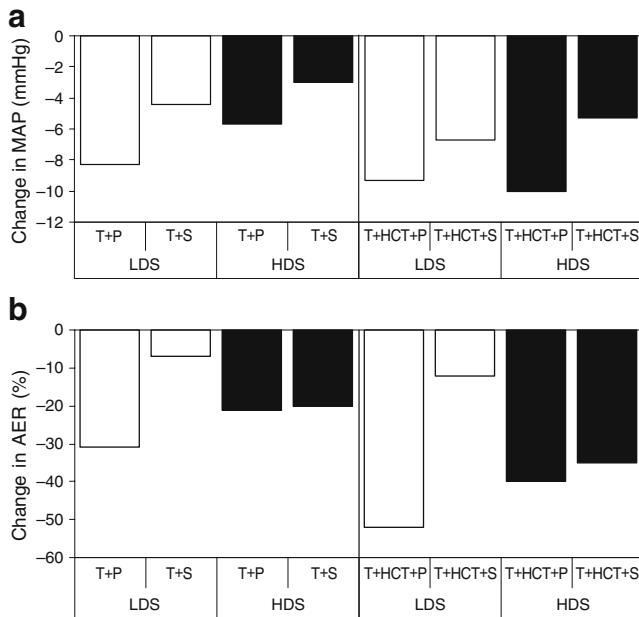 a
Change in MAP (mmHg)
0
–2
–4
–6
–8
–10
–12
T+P T+S T+P T+S T+HCT+P T+HCT+S T+HCT+P T+HCT+S
LDS HDS LDS HDS
b
Change in AER (%)
0
–10
–20
–30
–40
–50
–60
T+P T+S T+P T+S T+HCT+P T+HCT+S T+HCT+P T+HCT+S
LDS HDS LDS HDS